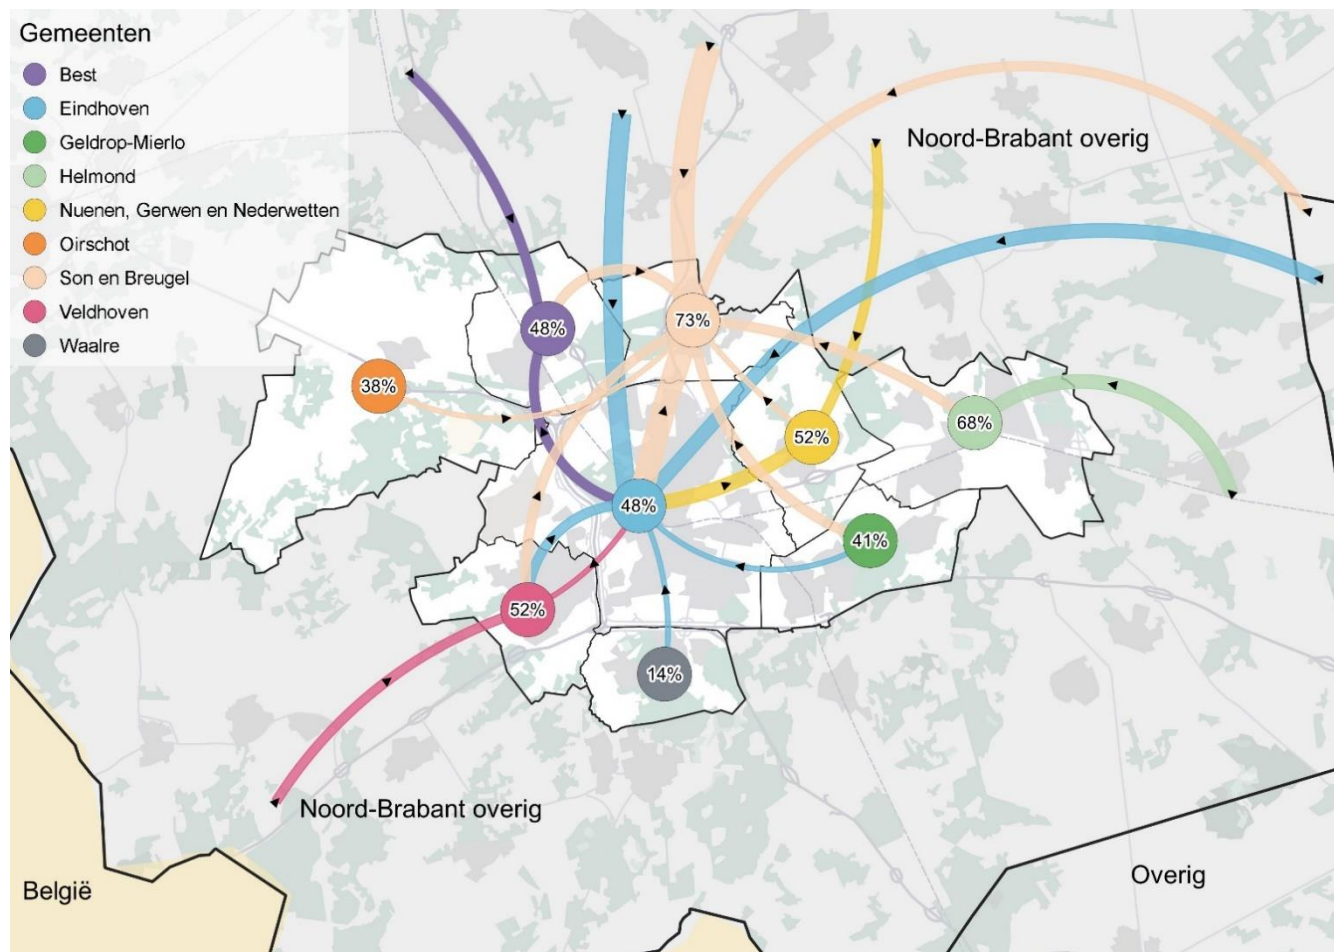 Gemeenten
Best
Eindhoven
Geldrop-Mierlo
Helmond
Nuenen, Gerwen en Nederwetten
Oirschot
Son en Breugel
Veldhoven
Waalre
Noord-Brabant overig
48%
73%
38%
52%
68%
48%
41%
52%
14%
Noord-Brabant overig
Overig
België